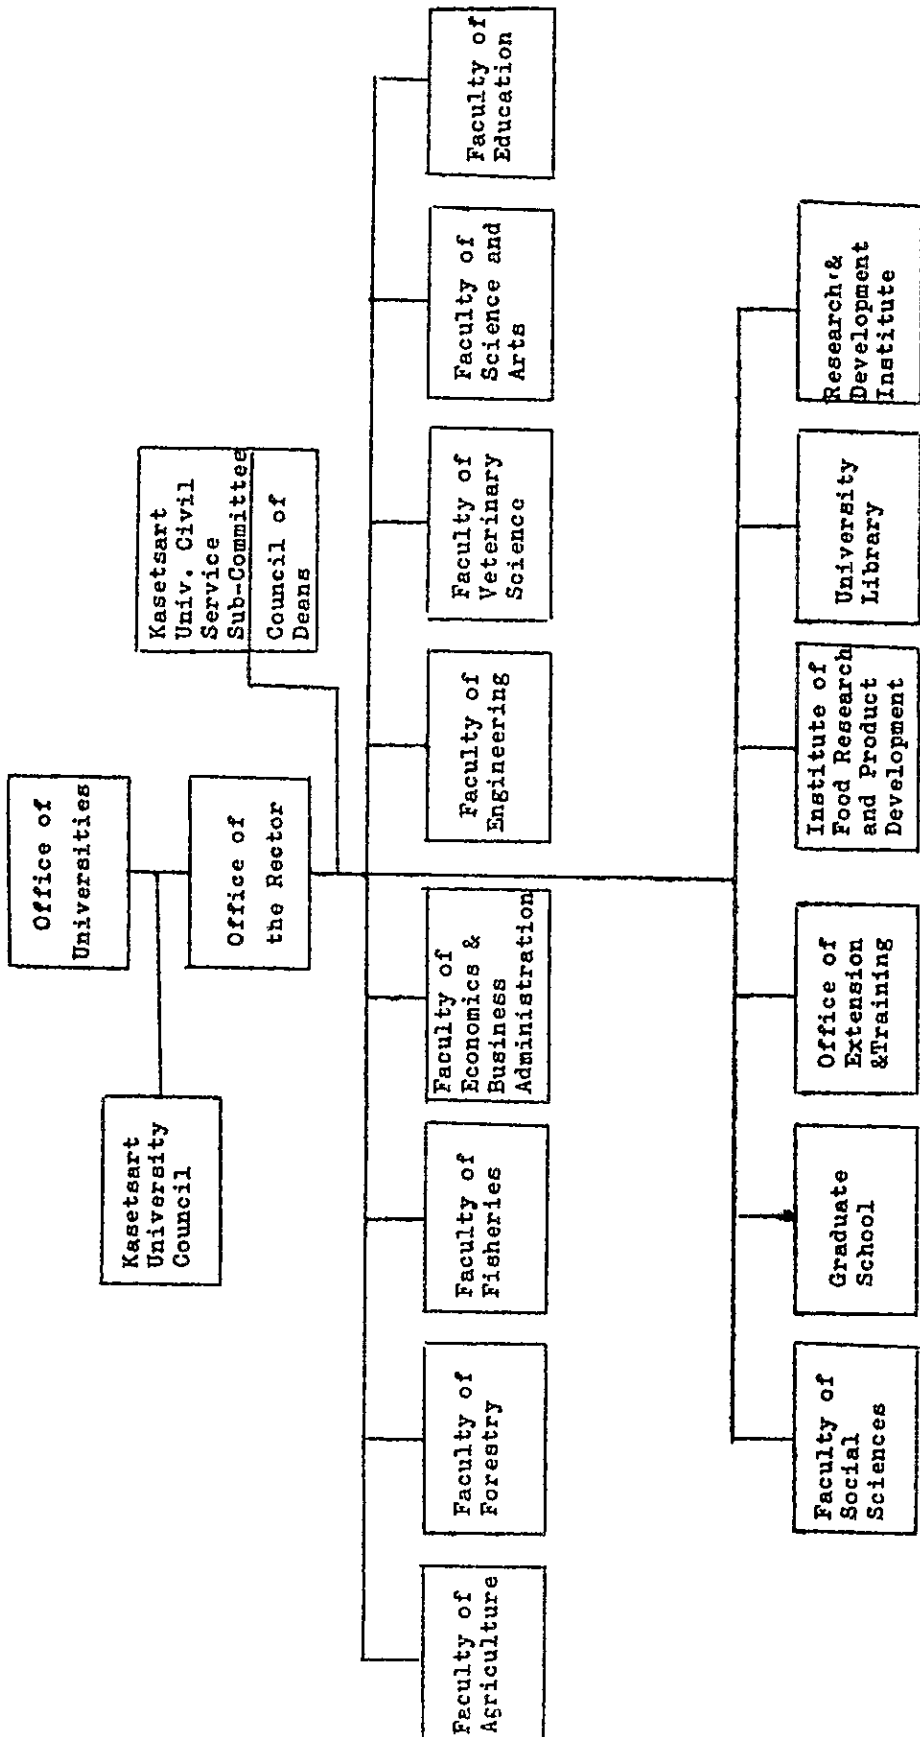 Office of
Universities
Kasetsart
University
Council
Office of
the Rector
Kasetsart
Univ. Civil
Service
Sub-Committee
Council of
Deans
Faculty of
Agriculture
Faculty of
Forestry
Faculty of
Fisheries
Faculty of
Economics &
Business
Administration
Faculty of
Engineering
Faculty of
Veterinary
Science
Faculty of
Science and
Arts
Faculty of
Education
Faculty of
Social
Sciences
Graduate
School
Office of
Extension
&Training
Institute of
Food Research
and Product
Development
University
Library
Research &
Development
Institute